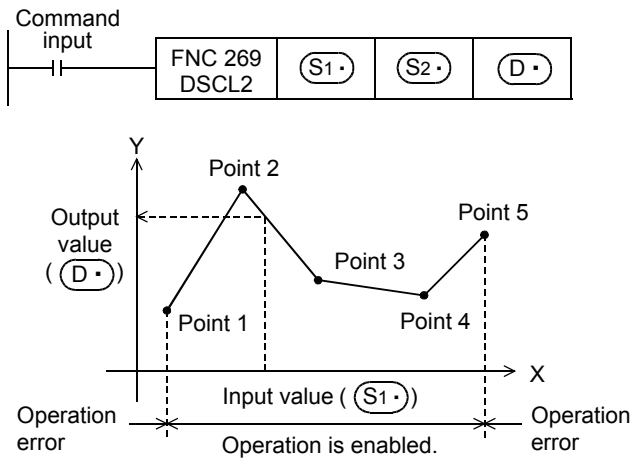 Command
input
FNC 269
DSCL2
S1·
S2·
D·
Y
Point 2
Output
value
( D· )
Point 5
Point 3
Point 1
Point 4
X
Input value ( S1· )
Operation
error
Operation is enabled.
Operation
error